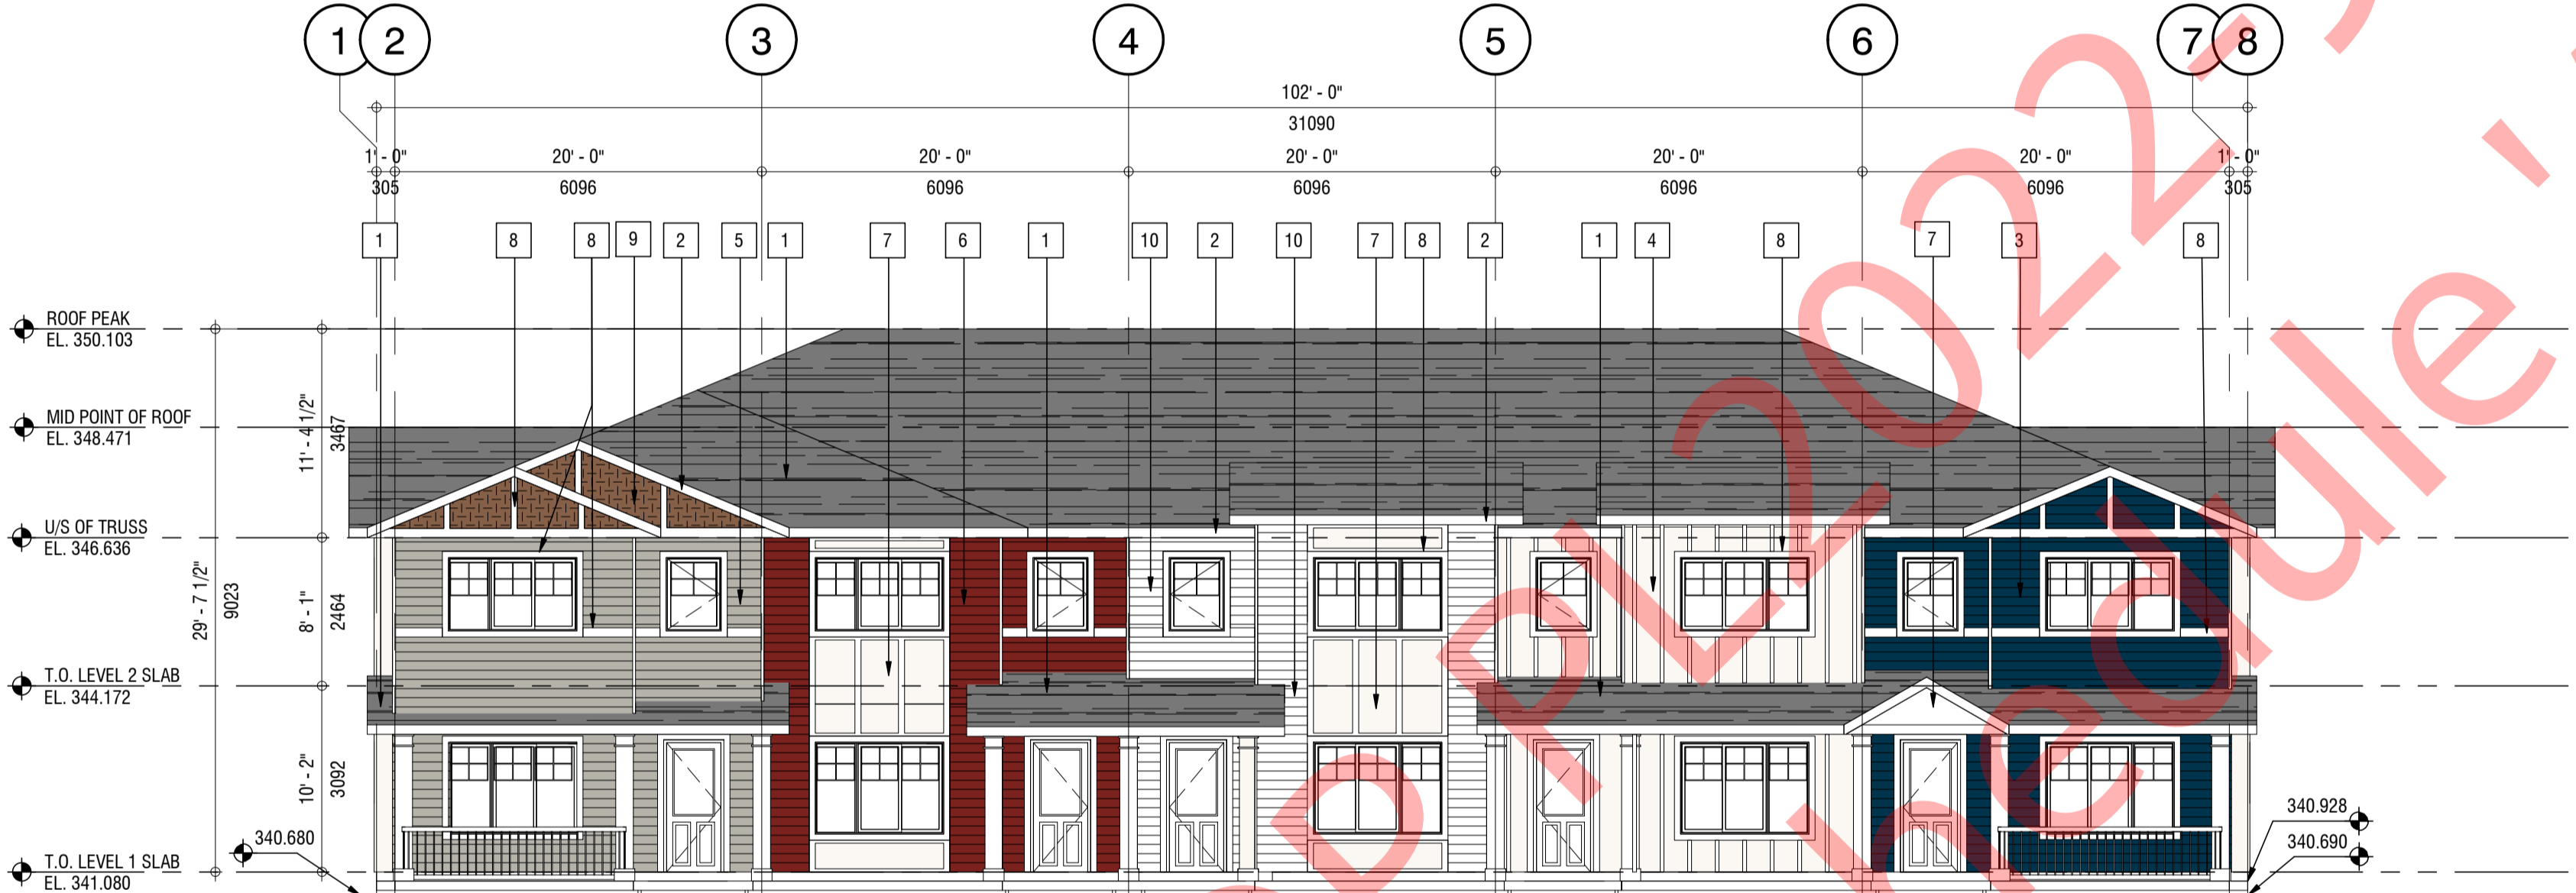 1 2 3 4 5 6 7 8
102' - 0"
31090
1' - 0" 20' - 0" 20' - 0" 20' - 0" 20' - 0" 20' - 0" 1' - 0"
305 6096 6096 6096 6096 6096 305
1 8 8 9 2 5 1 7 6 1 10 2 10 7 8 2 1 4 8 7 3 8
ROOF PEAK
EL. 350.103
MID POINT OF ROOF
EL. 348.471
U/S OF TRUSS
EL. 346.636
T.O. LEVEL 2 SLAB
EL. 344.172
T.O. LEVEL 1 SLAB
EL. 341.080
29' - 7 1/2"
9023
11' - 4 1/2"
3467
8' - 1"
2464
10' - 2"
3092
340.680
340.928
340.690
PL2022-